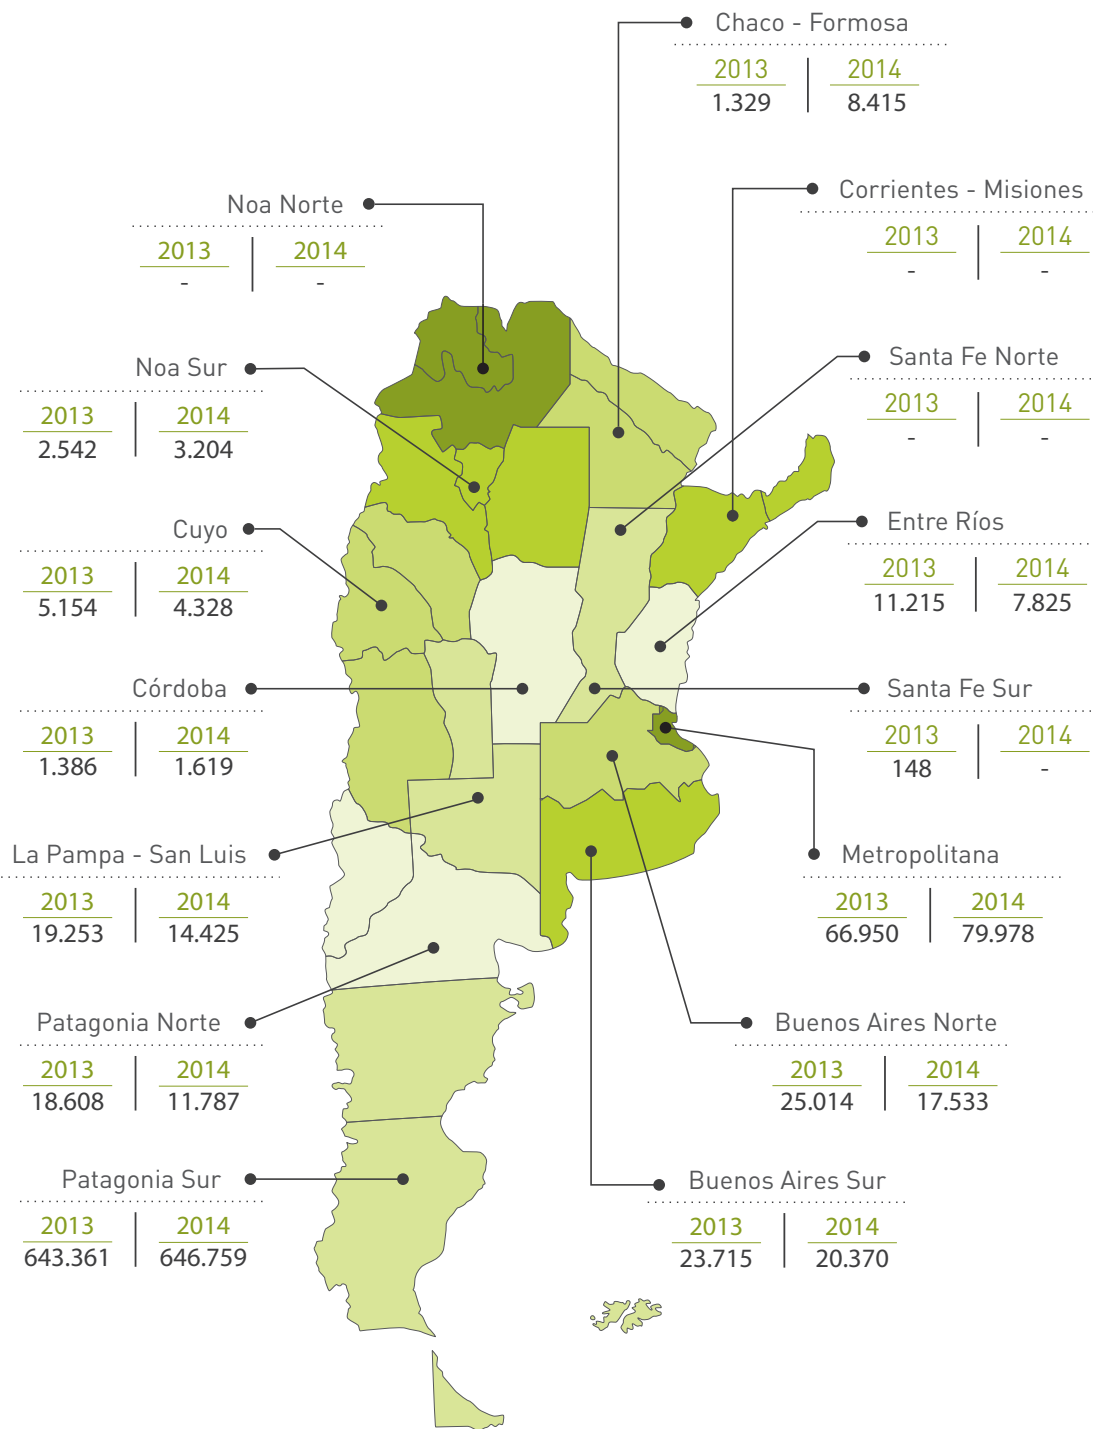 Chaco - Formosa
2013 2014
1.329 8.415
Corrientes - Misiones
2013 2014
- -
Noa Norte
2013 2014
- -
Santa Fe Norte
2013 2014
- -
Noa Sur
2013 2014
2.542 3.204
Entre Ríos
2013 2014
11.215 7.825
Cuyo
2013 2014
5.154 4.328
Santa Fe Sur
2013 2014
148 -
Córdoba
2013 2014
1.386 1.619
Metropolitana
2013 2014
66.950 79.978
La Pampa - San Luis
2013 2014
19.253 14.425
Buenos Aires Norte
2013 2014
25.014 17.533
Patagonia Norte
2013 2014
18.608 11.787
Buenos Aires Sur
2013 2014
23.715 20.370
Patagonia Sur
2013 2014
643.361 646.759